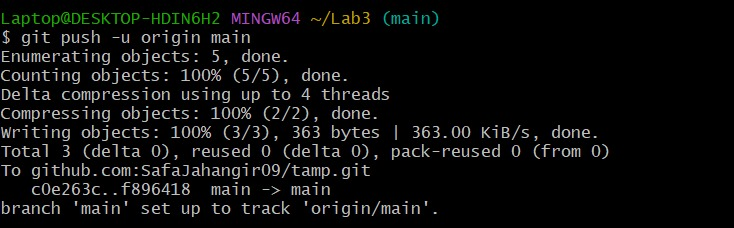 Laptop@DESKTOP-HDIN6H2 MINGW64 ~/Lab3 (main)
$ git push -u origin main
Enumerating objects: 5, done.
Counting objects: 100% (5/5), done.
Delta compression using up to 4 threads
Compressing objects: 100% (2/2), done.
Writing objects: 100% (3/3), 363 bytes | 363.00 KiB/s, done.
Total 3 (delta 0), reused 0 (delta 0), pack-reused 0 (from 0)
To github.com:SafaJahangir09/tamp.git
   c0e263c..f896418  main -> main
branch 'main' set up to track 'origin/main'.